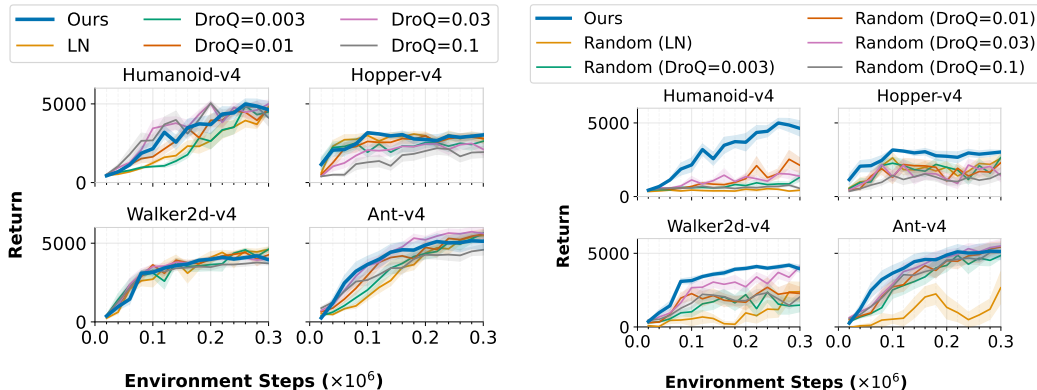 Ours DroQ=0.003 DroQ=0.03
LN DroQ=0.01 DroQ=0.1
Humanoid-v4 Hopper-v4
5000
0
Walker2d-v4 Ant-v4
5000
0
0.0 0.1 0.2 0.3 0.0 0.1 0.2 0.3
Return
Environment Steps (×10⁶)
Ours Random (DroQ=0.01)
Random (LN) Random (DroQ=0.03)
Random (DroQ=0.003) Random (DroQ=0.1)
Humanoid-v4 Hopper-v4
5000
0
Walker2d-v4 Ant-v4
5000
0
0.0 0.1 0.2 0.3 0.0 0.1 0.2 0.3
Return
Environment Steps (×10⁶)